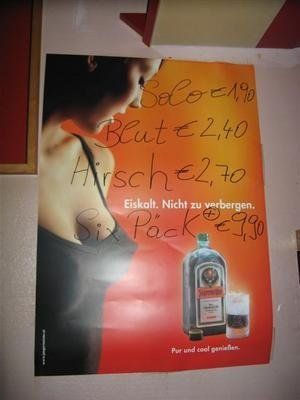 Solo €1,90
Blut €2,40
Hirsch €2,70
Eiskalt. Nicht zu verbergen.
Six Päck + €9,90
Pur und cool genießen.